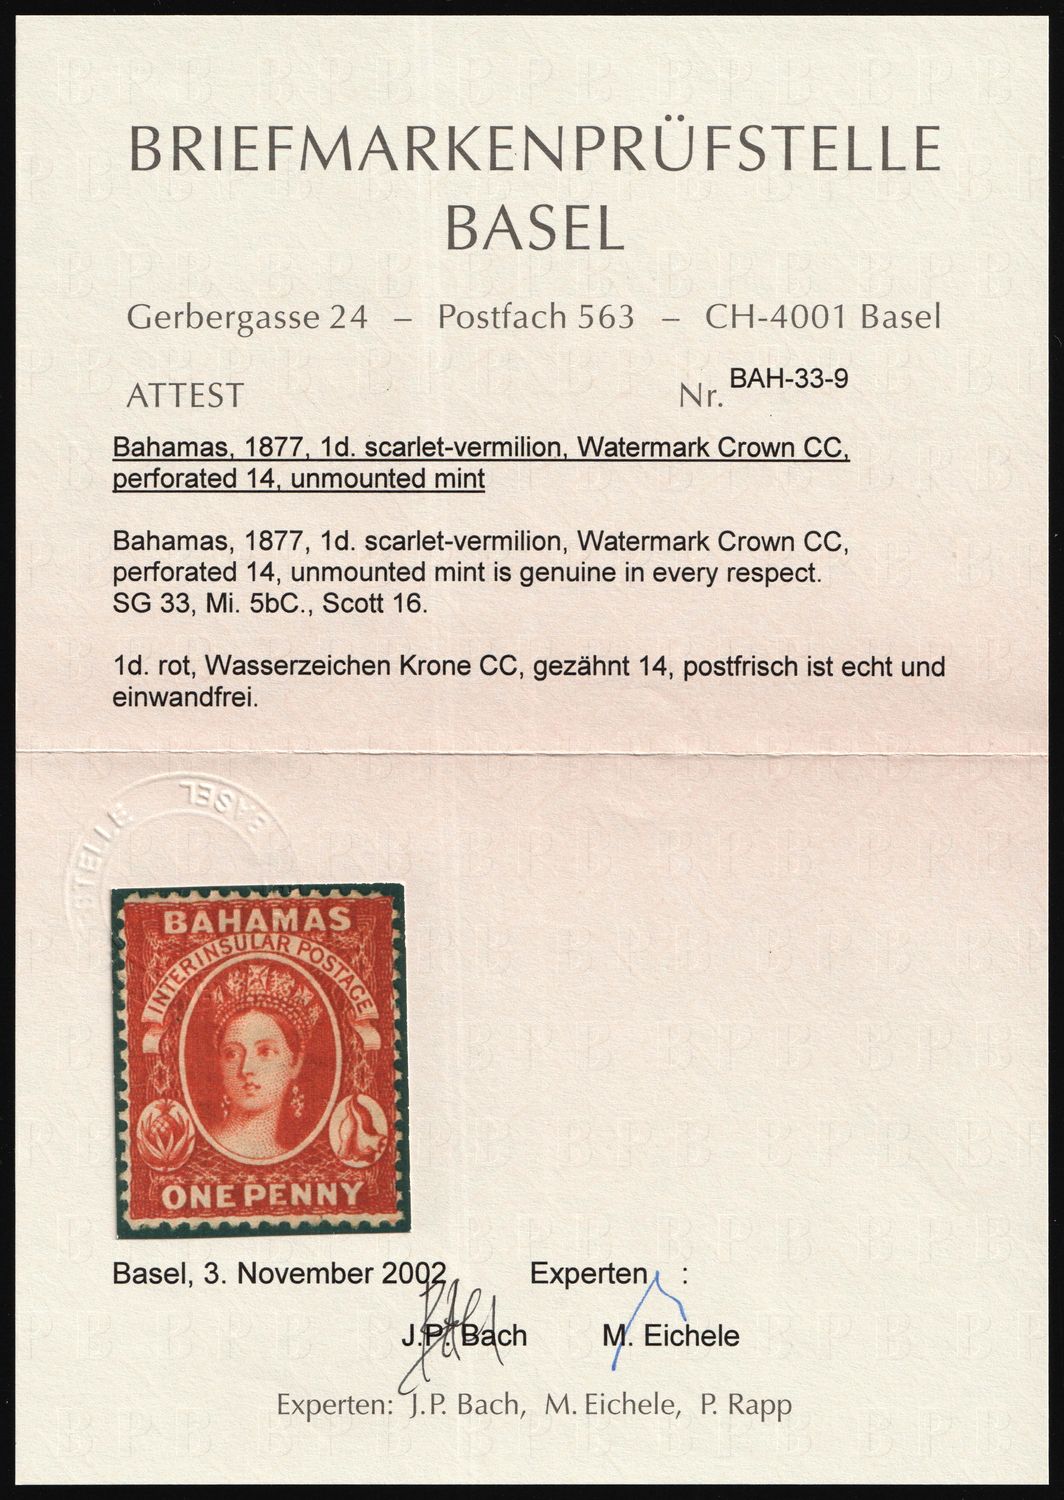 BRIEFMARKENPRÜFSTELLE
BASEL
Gerbergasse 24 – Postfach 563 – CH-4001 Basel
ATTEST Nr. BAH-33-9
Bahamas, 1877, 1d. scarlet-vermilion, Watermark Crown CC,
perforated 14, unmounted mint
Bahamas, 1877, 1d. scarlet-vermilion, Watermark Crown CC,
perforated 14, unmounted mint is genuine in every respect.
SG 33, Mi. 5bC., Scott 16.
1d. rot, Wasserzeichen Krone CC, gezähnt 14, postfrisch ist echt und
einwandfrei.
STELLE BASEL
BAHAMAS
INTERINSULAR POSTAGE
ONE PENNY
Basel, 3. November 2002 Experten :
J.P. Bach M. Eichele
Experten: J.P. Bach, M. Eichele, P. Rapp